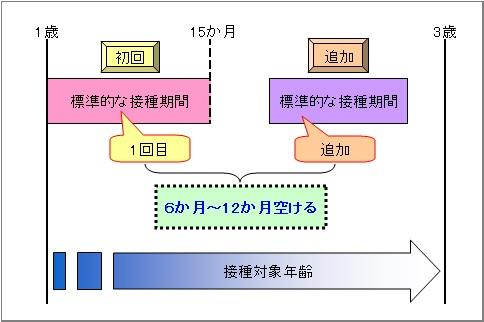 1歳
15か月
3歳
初回
追加
標準的な接種期間
標準的な接種期間
1回目
追加
6か月～12か月空ける
接種対象年齢